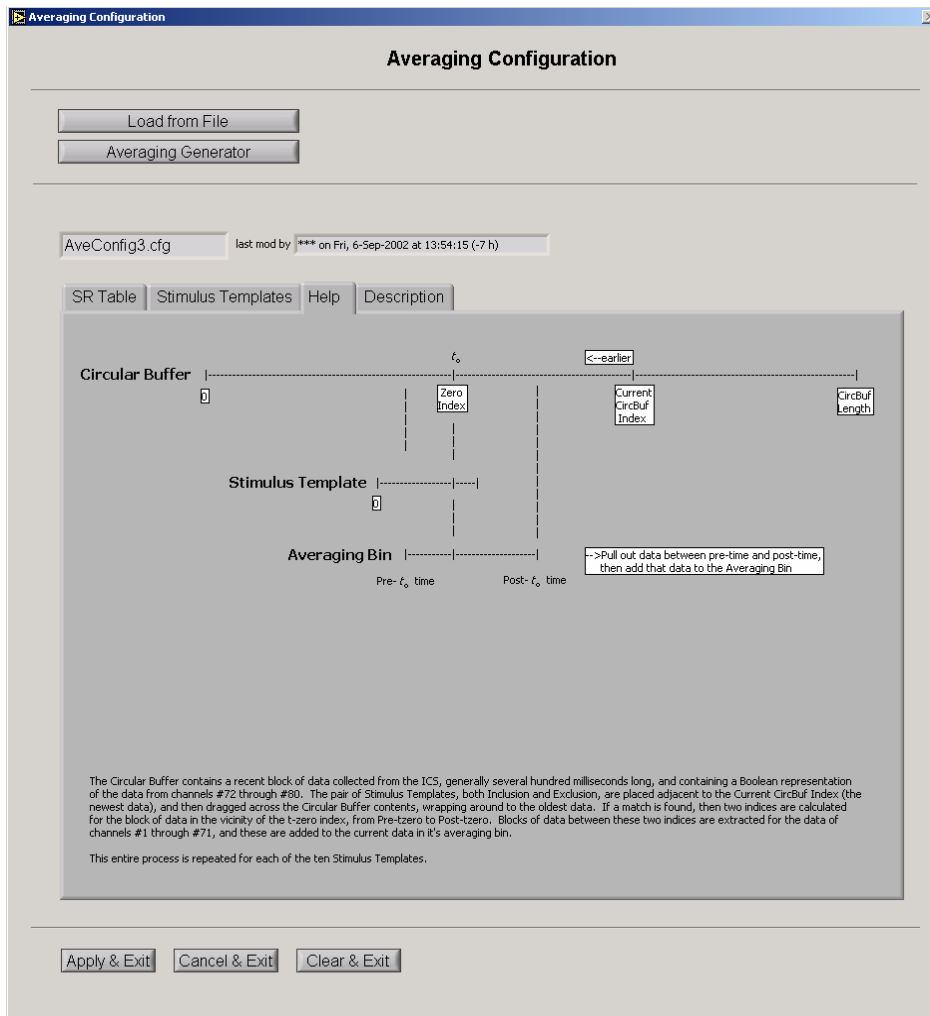 Averaging Configuration
Averaging Configuration
Load from File
Averaging Generator
AveConfig3.cfg
last mod by
*** on Fri, 6-Sep-2002 at 13:54:15 (-7 h)
SR Table
Stimulus Templates
Help
Description
t₀
<--earlier
Circular Buffer
0
Zero
Index
Current
CircBuf
Index
CircBuf
Length
Stimulus Template
0
Averaging Bin
-->Pull out data between pre-time and post-time,
then add that data to the Averaging Bin
Pre- t₀ time
Post- t₀ time
The Circular Buffer contains a recent block of data collected from the ICS, generally several hundred milliseconds long, and containing a Boolean representation
of the data from channels #72 through #80. The pair of Stimulus Templates, both Inclusion and Exclusion, are placed adjacent to the Current CircBuf Index (the
newest data), and then dragged across the Circular Buffer contents, wrapping around to the oldest data. If a match is found, then two indices are calculated
for the block of data in the vicinity of the t-zero index, from Pre-tzero to Post-tzero. Blocks of data between these two indices are extracted for the data of
channels #1 through #71, and these are added to the current data in it's averaging bin.
This entire process is repeated for each of the ten Stimulus Templates.
Apply & Exit
Cancel & Exit
Clear & Exit